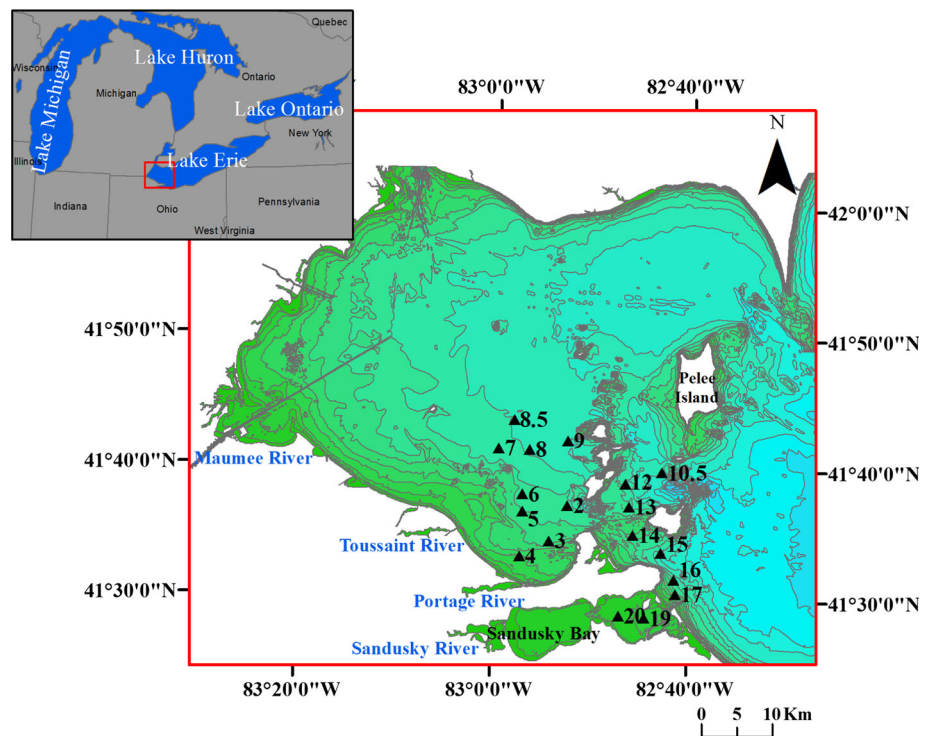 Quebec
Wisconsin
Lake Huron
Ontario
Michigan
Lake Michigan
Lake Ontario
New York
Illinois
Lake Erie
Indiana
Ohio
Pennsylvania
West Virginia
83°0'0"W
82°40'0"W
N
42°0'0"N
41°50'0"N
41°50'0"N
Pelee
Island
8.5
9
7
8
Maumee River
41°40'0"N
41°40'0"N
10.5
12
6
2
13
5
Toussaint River
3
14
4
15
41°30'0"N
16
Portage River
17
41°30'0"N
20
19
Sandusky Bay
Sandusky River
83°20'0"W
83°0'0"W
82°40'0"W
0 5 10 Km